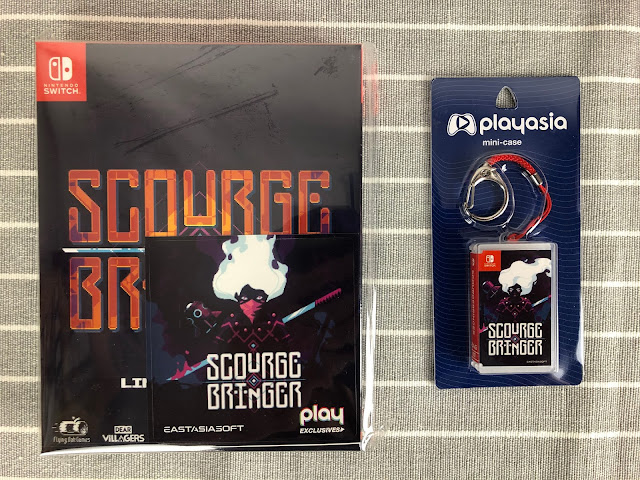 NINTENDO
SWITCH
SCOURGE
BR
LI
SCOURGE
BRINGER
play
EXCLUSIVES
EASTASIASOFT
Flying Oak Games
DEAR
VILLAGERS
playasia
mini-case
SCOURGE
BRINGER
EASTASIASOFT